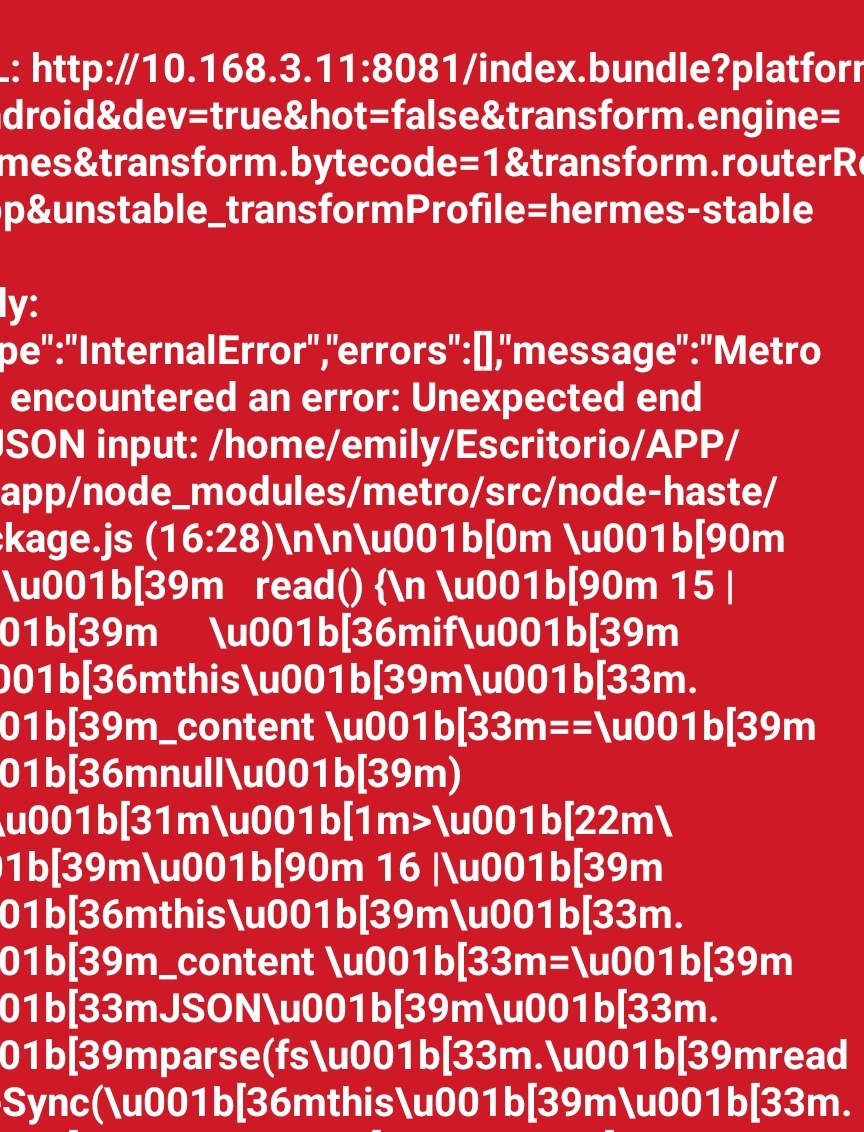 L: http://10.168.3.11:8081/index.bundle?platform
droid&dev=true&hot=false&transform.engine=
mes&transform.bytecode=1&transform.routerRo
pp&unstable_transformProfile=hermes-stable
ly:
pe":"InternalError","errors":[],"message":"Metro
encountered an error: Unexpected end
JSON input: /home/emily/Escritorio/APP/
app/node_modules/metro/src/node-haste/
ckage.js (16:28)\n\n\u001b[0m \u001b[90m
\u001b[39m   read() {\n \u001b[90m 15 |
01b[39m     \u001b[36mif\u001b[39m
001b[36mthis\u001b[39m\u001b[33m.
01b[39m_content \u001b[33m==\u001b[39m
01b[36mnull\u001b[39m)
\u001b[31m\u001b[1m>\u001b[22m\
01b[39m\u001b[90m 16 |\u001b[39m
01b[36mthis\u001b[39m\u001b[33m.
01b[39m_content \u001b[33m=\u001b[39m
01b[33mJSON\u001b[39m\u001b[33m.
01b[39mparse(fs\u001b[33m.\u001b[39mread
eSync(\u001b[36mthis\u001b[39m\u001b[33m.